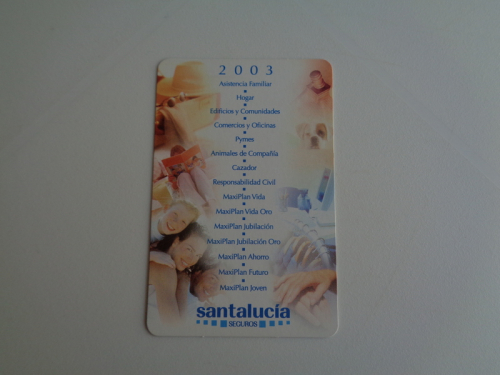 2003
Asistencia Familiar
Hogar
Edificios y Comunidades
Comercios y Oficinas
Pymes
Animales de Compañía
Cazador
Responsabilidad Civil
MaxiPlan Vida
MaxiPlan Vida Oro
MaxiPlan Jubilación
MaxiPlan Jubilación Oro
MaxiPlan Ahorro
MaxiPlan Futuro
MaxiPlan Joven
santalucía
SEGUROS